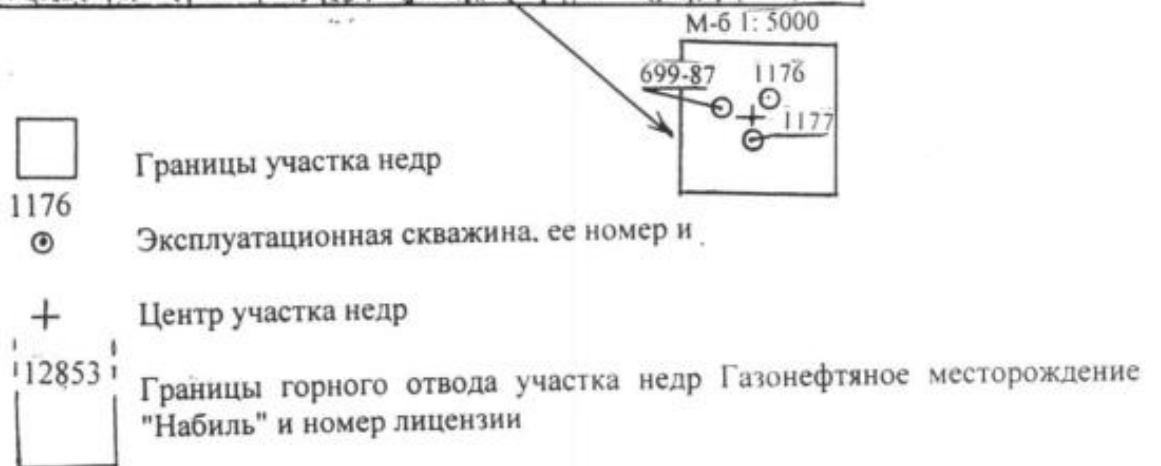 М-б 1: 5000
699-87 1176
1177
Границы участка недр
1176
Эксплуатационная скважина. ее номер и
Центр участка недр
12853
Границы горного отвода участка недр Газонефтяное месторождение
"Набиль" и номер лицензии